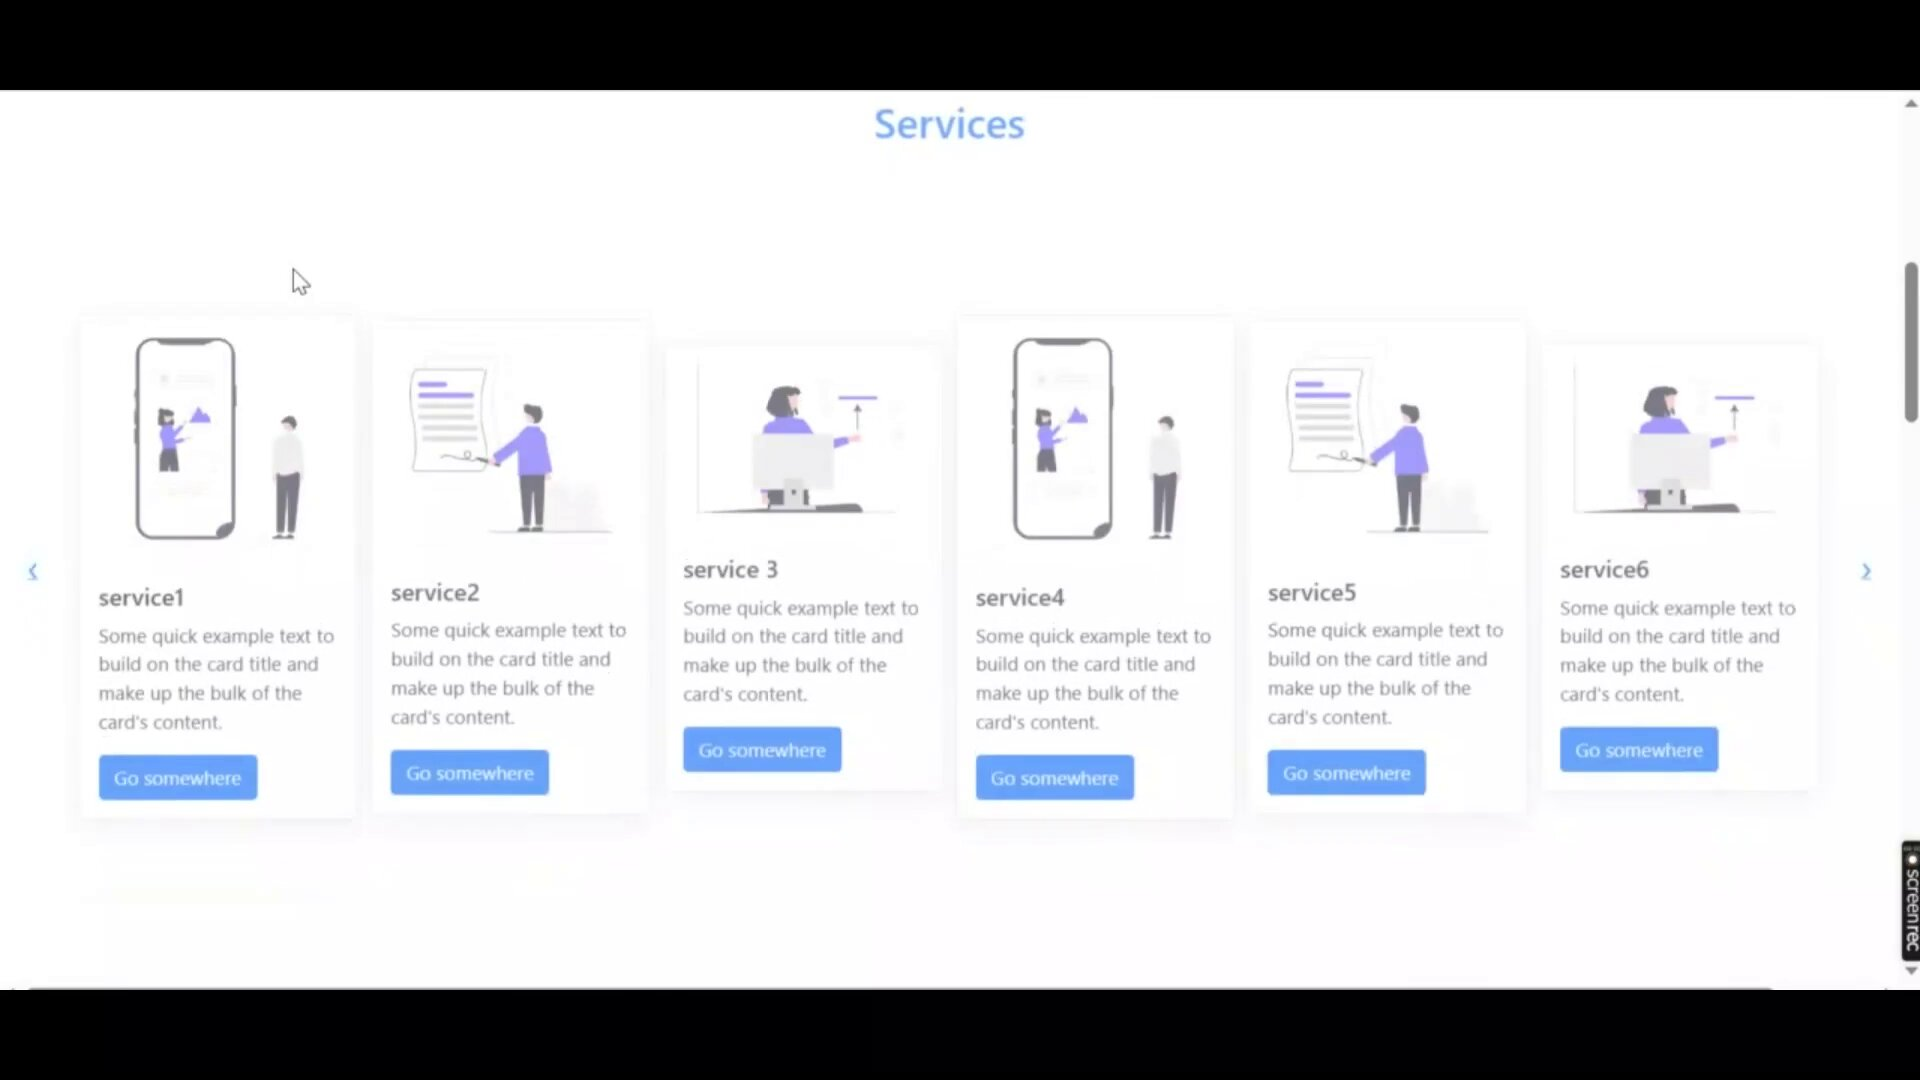 Services
service1
Some quick example text to
build on the card title and
make up the bulk of the
card's content.
Go somewhere
service2
Some quick example text to
build on the card title and
make up the bulk of the
card's content.
Go somewhere
service 3
Some quick example text to
build on the card title and
make up the bulk of the
card's content.
Go somewhere
service4
Some quick example text to
build on the card title and
make up the bulk of the
card's content.
Go somewhere
service5
Some quick example text to
build on the card title and
make up the bulk of the
card's content.
Go somewhere
service6
Some quick example text to
build on the card title and
make up the bulk of the
card's content.
Go somewhere
screenrec